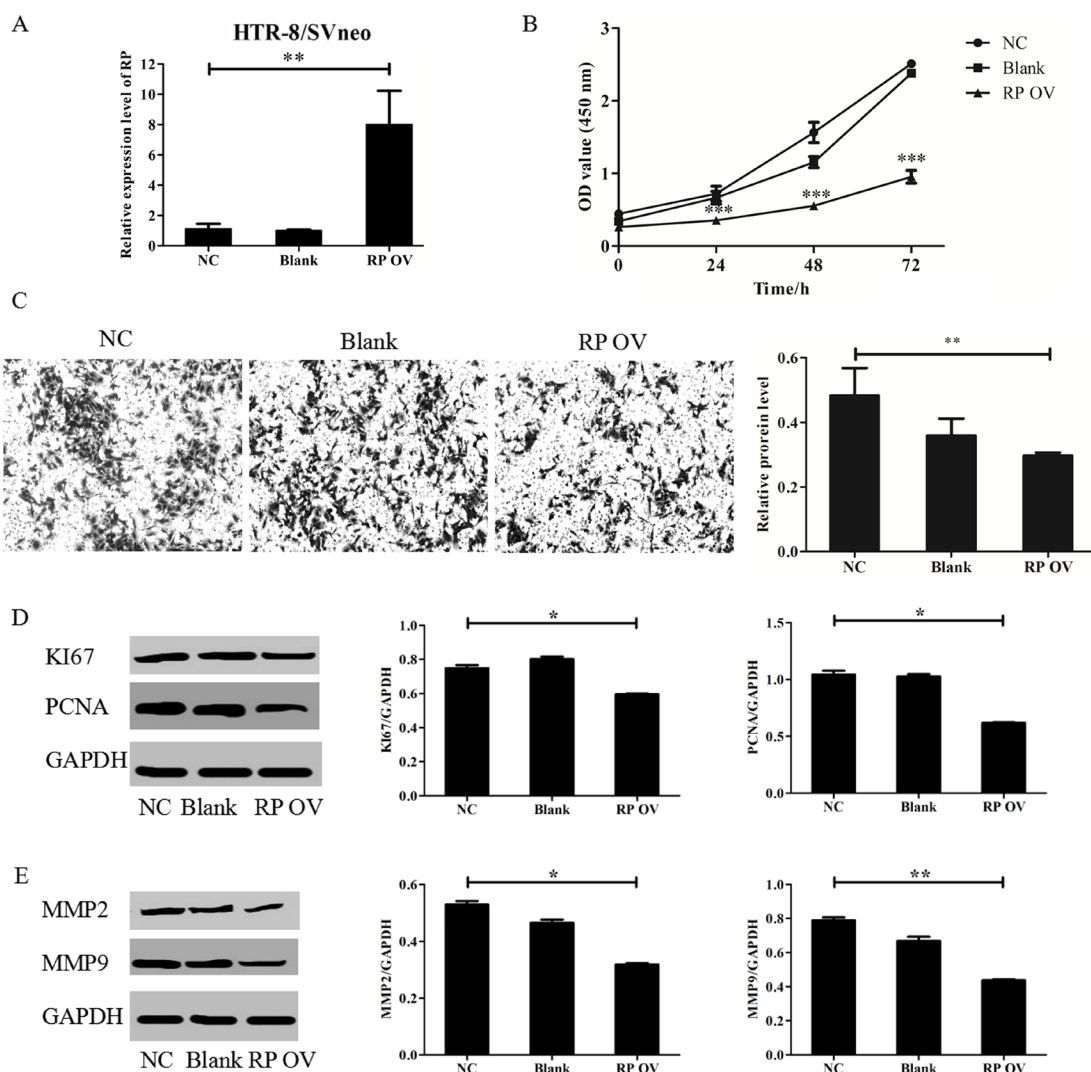 A
HTR-8/SVneo
**
Relative expression level of RP
12
10
8
6
4
2
0
NC
Blank
RP OV
B
3
2
1
0
OD value (450 nm)
NC
Blank
RP OV
***
***
***
0
24
48
72
Time/h
C
NC
Blank
RP OV
**
Relative prorein level
0.6
0.4
0.2
0.0
NC
Blank
RP OV
D
KI67
PCNA
GAPDH
NC Blank RP OV
*
KI67/GAPDH
1.0
0.8
0.6
0.4
0.2
0.0
NC
Blank
RP OV
*
PCNA/GAPDH
1.5
1.0
0.5
0.0
NC
Blank
RP OV
E
MMP2
MMP9
GAPDH
NC Blank RP OV
*
MMP2/GAPDH
0.6
0.4
0.2
0.0
NC
Blank
RP OV
**
MMP9/GAPDH
1.0
0.8
0.6
0.4
0.2
0.0
NC
Blank
RP OV